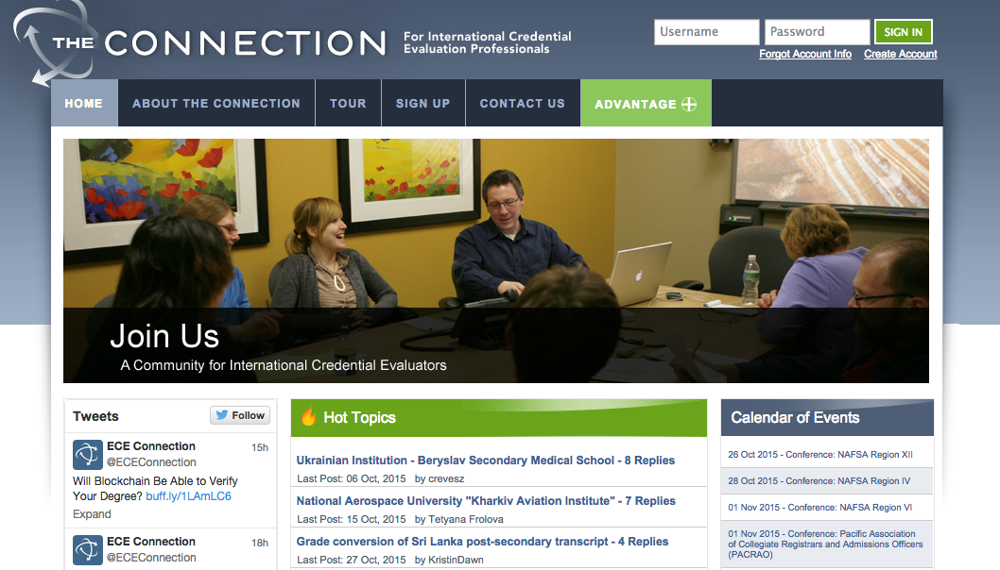 THE CONNECTION
For International Credential
Evaluation Professionals
Username
Password
SIGN IN
Forgot Account Info
Create Account
HOME
ABOUT THE CONNECTION
TOUR
SIGN UP
CONTACT US
ADVANTAGE
Join Us
A Community for International Credential Evaluators
Tweets
Follow
ECE Connection
15h
@ECEConnection
Will Blockchain Be Able to Verify
Your Degree? buff.ly/1LAmLC6
Expand
ECE Connection
18h
@ECEConnection
Hot Topics
Ukrainian Institution - Beryslav Secondary Medical School - 8 Replies
Last Post: 06 Oct, 2015 by crevesz
National Aerospace University "Kharkiv Aviation Institute" - 7 Replies
Last Post: 15 Oct, 2015 by Tetyana Frolova
Grade conversion of Sri Lanka post-secondary transcript - 4 Replies
Last Post: 27 Oct, 2015 by KristinDawn
Calendar of Events
26 Oct 2015 - Conference: NAFSA Region XII
28 Oct 2015 - Conference: NAFSA Region IV
01 Nov 2015 - Conference: NAFSA Region VI
01 Nov 2015 - Conference: Pacific Association
of Collegiate Registrars and Admissions Officers
(PACRAO)